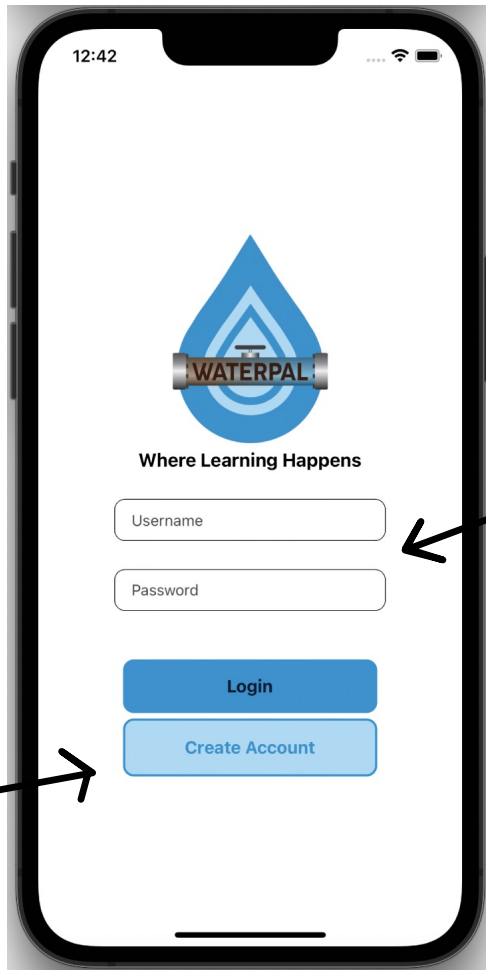 12:42
WATERPAL
Where Learning Happens
Username
Password
Login
Create Account